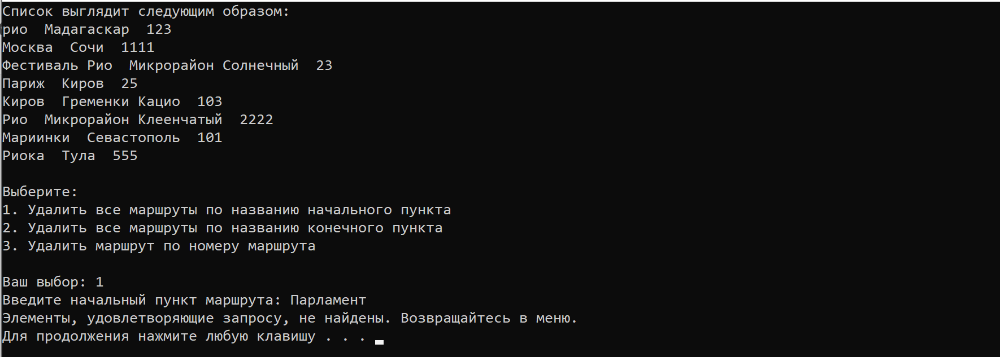 Список выглядит следующим образом:
рио  Мадагаскар  123
Москва  Сочи  1111
Фестиваль Рио  Микрорайон Солнечный  23
Париж  Киров  25
Киров  Гременки Кацио  103
Рио  Микрорайон Клеенчатый  2222
Мариинки  Севастополь  101
Риока  Тула  555

Выберите:
1. Удалить все маршруты по названию начального пункта
2. Удалить все маршруты по названию конечного пункта
3. Удалить маршрут по номеру маршрута

Ваш выбор: 1
Введите начальный пункт маршрута: Парламент
Элементы, удовлетворяющие запросу, не найдены. Возвращайтесь в меню.
Для продолжения нажмите любую клавишу . . .